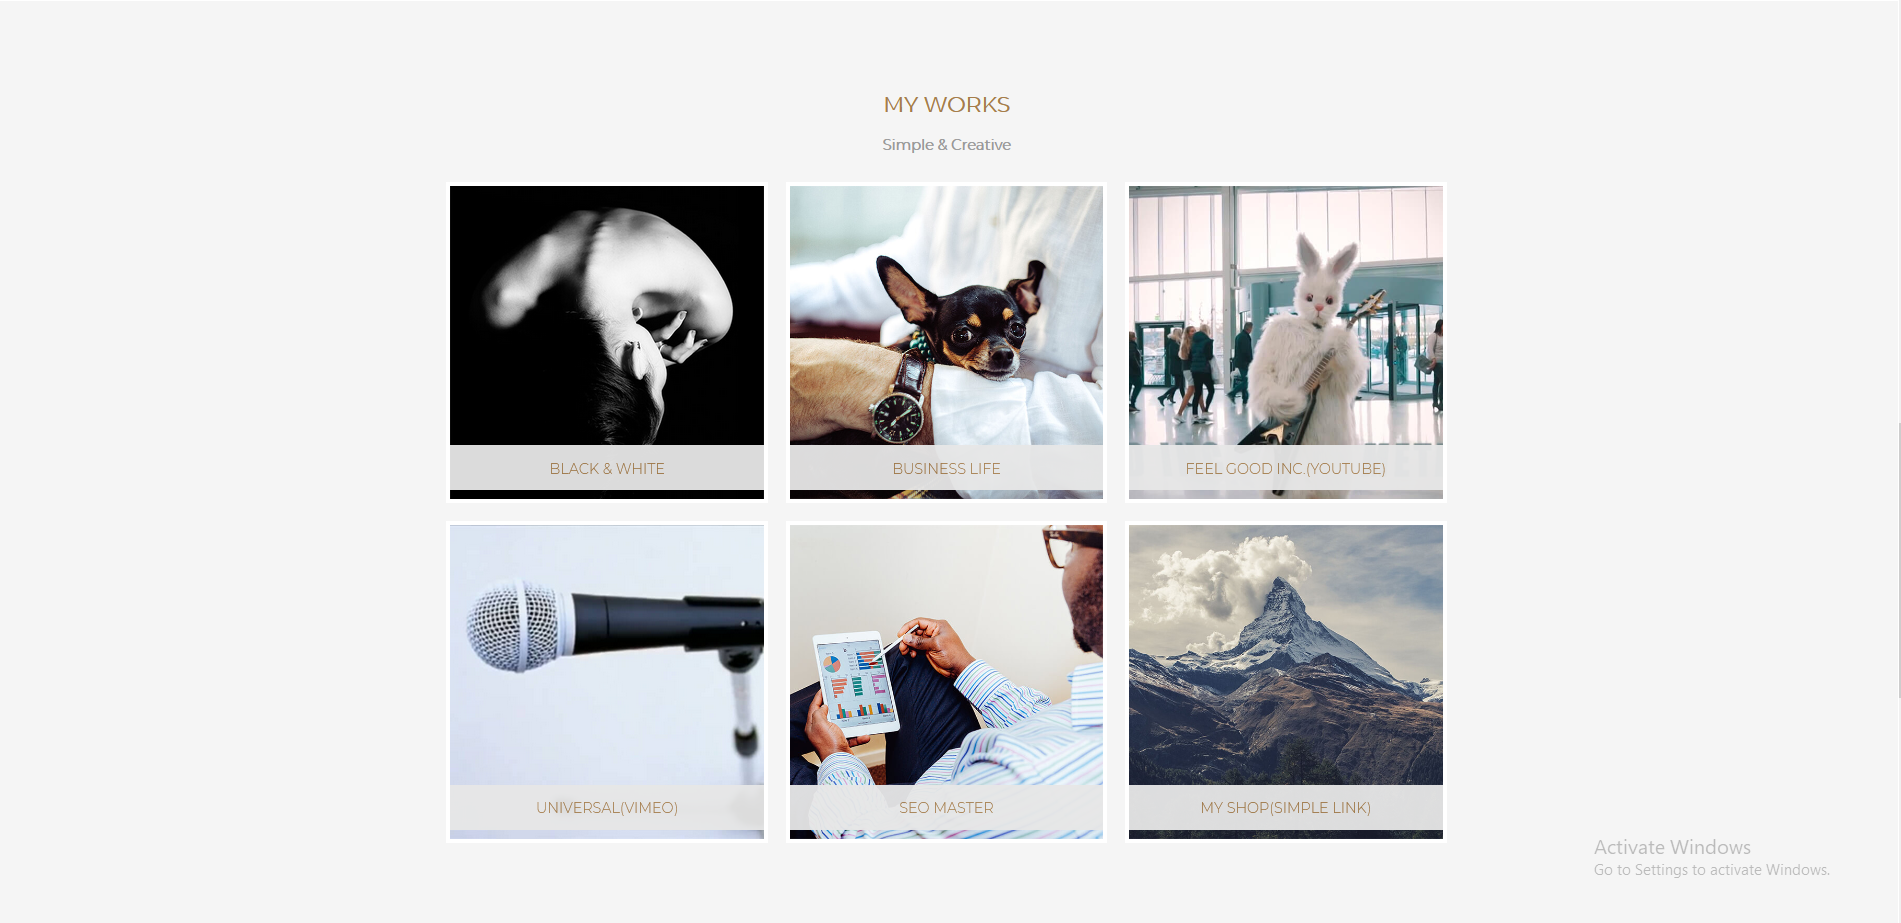 MY WORKS
Simple & Creative
BLACK & WHITE
BUSINESS LIFE
FEEL GOOD INC.(YOUTUBE)
UNIVERSAL(VIMEO)
SEO MASTER
MY SHOP(SIMPLE LINK)
Activate Windows
Go to Settings to activate Windows.